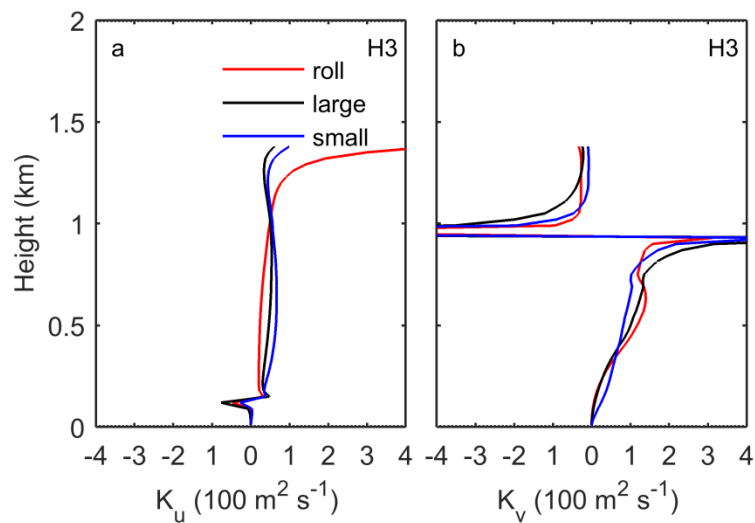 a H3
b H3
roll
large
small
Height (km)
2
1.5
1
0.5
0
-4 -3 -2 -1 0 1 2 3 4
-4 -3 -2 -1 0 1 2 3 4
K_u (100 m² s⁻¹)
K_v (100 m² s⁻¹)